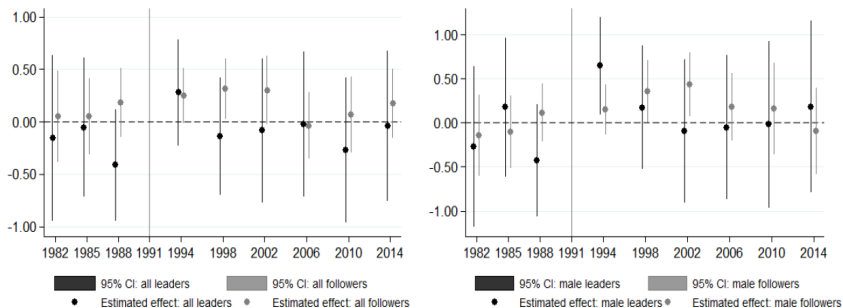 1.00
0.50
0.00
-0.50
-1.00
1982 1985 1988 1991 1994 1998 2002 2006 2010 2014
95% CI: all leaders 95% CI: all followers
Estimated effect: all leaders Estimated effect: all followers
1.00
0.50
0.00
-0.50
-1.00
1982 1985 1988 1991 1994 1998 2002 2006 2010 2014
95% CI: male leaders 95% CI: male followers
Estimated effect: male leaders Estimated effect: male followers